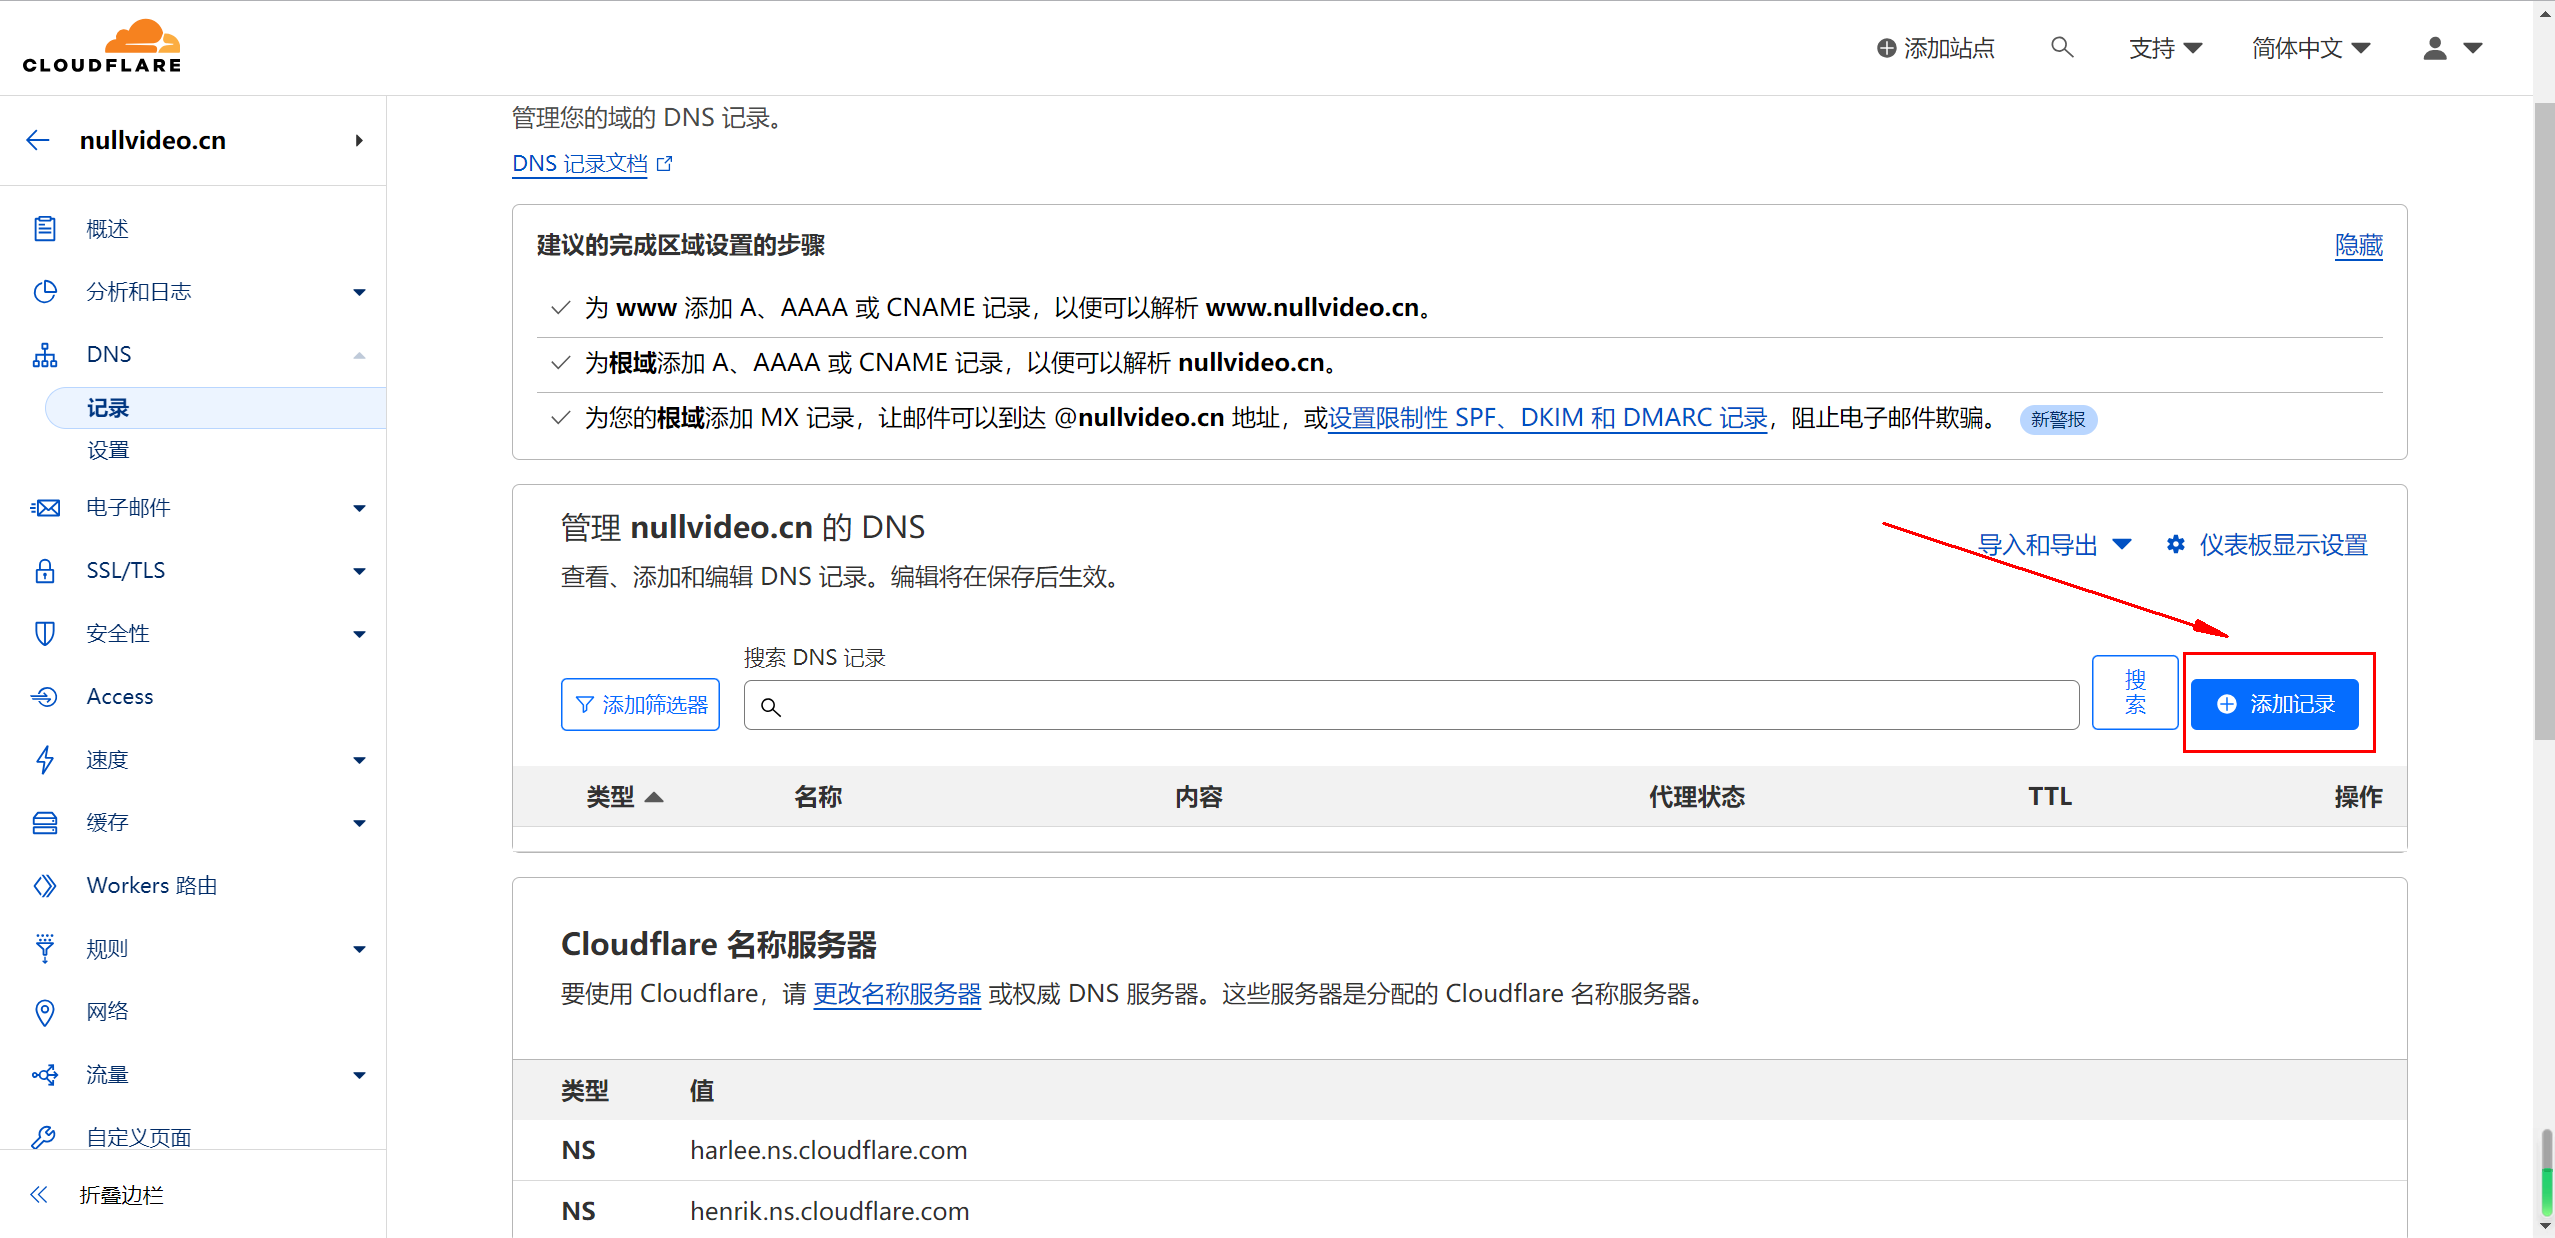 CLOUDFLARE
添加站点
支持
简体中文
nullvideo.cn
概述
分析和日志
DNS
记录
设置
电子邮件
SSL/TLS
安全性
Access
速度
缓存
Workers 路由
规则
网络
流量
自定义页面
折叠边栏
管理您的域的 DNS 记录。
DNS 记录文档
建议的完成区域设置的步骤
隐藏
为 www 添加 A、AAAA 或 CNAME 记录，以便可以解析 www.nullvideo.cn。
为根域添加 A、AAAA 或 CNAME 记录，以便可以解析 nullvideo.cn。
为您的根域添加 MX 记录，让邮件可以到达 @nullvideo.cn 地址，或设置限制性 SPF、DKIM 和 DMARC 记录，阻止电子邮件欺骗。 新警报
管理 nullvideo.cn 的 DNS
导入和导出
仪表板显示设置
查看、添加和编辑 DNS 记录。编辑将在保存后生效。
搜索 DNS 记录
添加筛选器
搜
索
添加记录
类型 名称 内容 代理状态 TTL 操作
Cloudflare 名称服务器
要使用 Cloudflare，请 更改名称服务器 或权威 DNS 服务器。这些服务器是分配的 Cloudflare 名称服务器。
类型 值
NS harlee.ns.cloudflare.com
NS henrik.ns.cloudflare.com